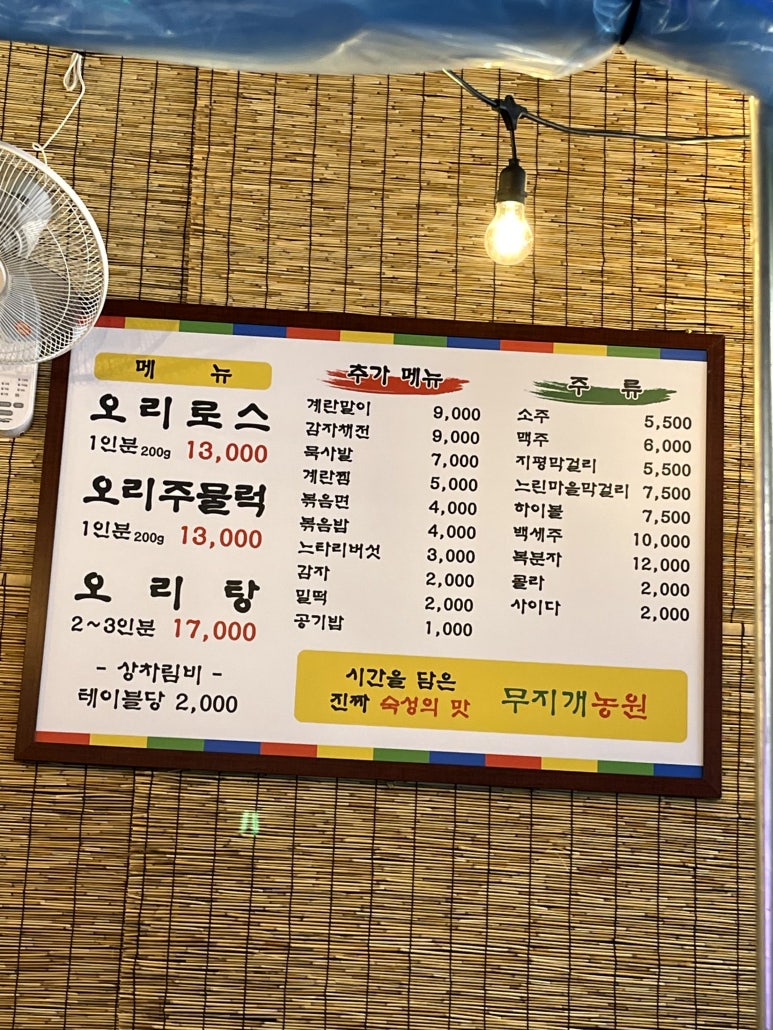 메 뉴
오리로스
1인분 200g 13,000
오리주물럭
1인분 200g 13,000
오 리 탕
2~3인분 17,000
- 상차림비 -
테이블당 2,000
추가 메뉴
계란말이 9,000
감자채전 9,000
묵사발 7,000
계란찜 5,000
볶음면 4,000
볶음밥 4,000
느타리버섯 3,000
감자 2,000
밀떡 2,000
공기밥 1,000
주 류
소주 5,500
맥주 6,000
지평막걸리 5,500
느린마을막걸리 7,500
하이볼 7,500
백세주 10,000
복분자 12,000
콜라 2,000
사이다 2,000
시간을 담은
진짜 숙성의 맛
무지개농원